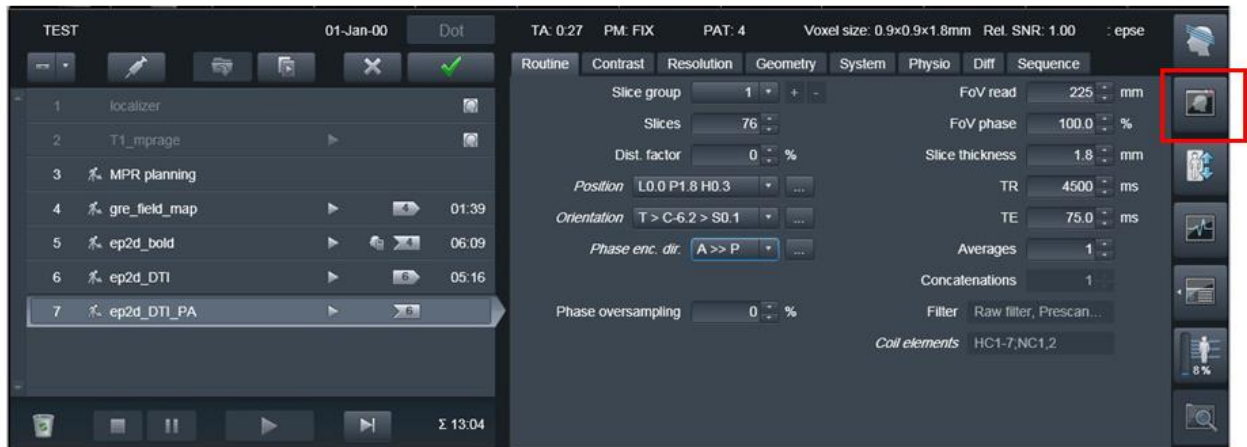 TEST 01-Jan-00 Dot
1 localizer
2 T1_mprage
3 MPR planning
4 gre_field_map 4 01:39
5 ep2d_bold 4 06:09
6 ep2d_DTI 6 05:16
7 ep2d_DTI_PA 6
Σ 13:04
TA: 0:27 PM: FIX PAT: 4 Voxel size: 0.9×0.9×1.8mm Rel. SNR: 1.00 : epse
Routine Contrast Resolution Geometry System Physio Diff Sequence
Slice group 1 + - FoV read 225 mm
Slices 76 FoV phase 100.0 %
Dist. factor 0 % Slice thickness 1.8 mm
Position L0.0 P1.8 H0.3 ... TR 4500 ms
Orientation T > C-6.2 > S0.1 ... TE 75.0 ms
Phase enc. dir. A >> P ... Averages 1
Concatenations 1
Phase oversampling 0 % Filter Raw filter, Prescan...
Coil elements HC1-7;NC1,2
8 %